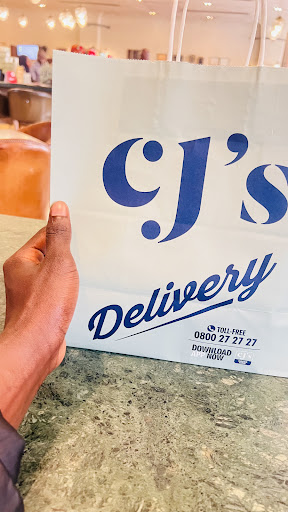 CJ's
Delivery
TOLL-FREE
0800 27 27 27
DOWNLOAD
NOW